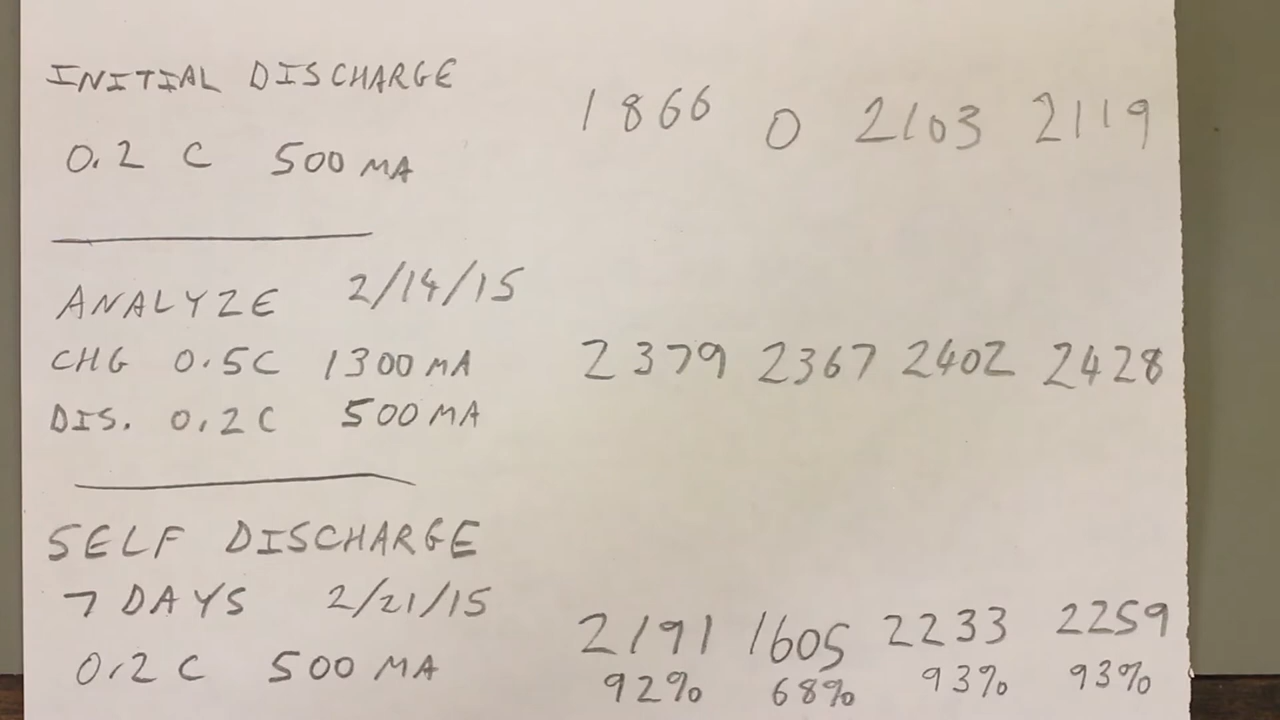 INITIAL DISCHARGE
0.2 C 500 MA 1866 0 2103 2119
ANALYZE 2/14/15
CHG 0.5C 1300 MA 2379 2367 2402 2428
DIS. 0.2C 500 MA
SELF DISCHARGE
7 DAYS 2/21/15
0.2 C 500 MA 2191 1605 2233 2259
92% 68% 93% 93%